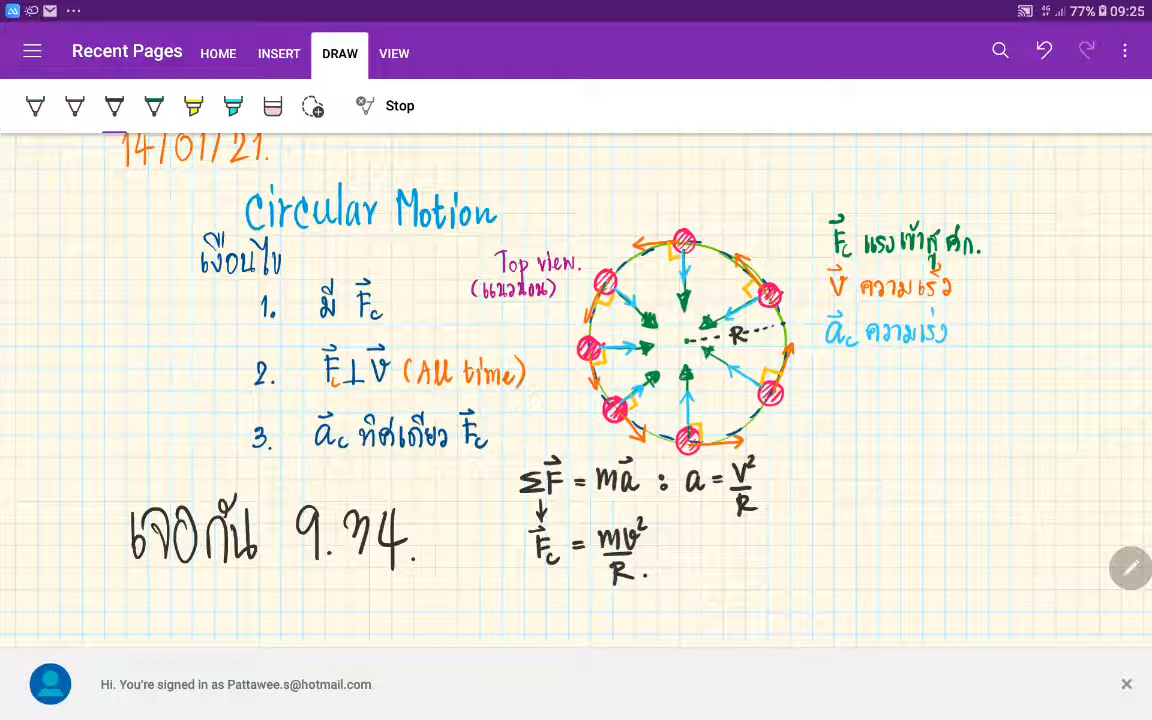 4G 77% 09:25
Recent Pages HOME INSERT DRAW VIEW
Stop
14/01/21.
Circular Motion
เงื่อนไข
1. มี F⃗c
2. F⃗c⊥v⃗ (All time)
3. a⃗c ทิศเดียว F⃗c
Top view.
(แนวนอน)
R
F⃗c แรงเข้าสู่ ศก.
v⃗ ความเร็ว
a⃗c ความเร่ง
ΣF⃗ = ma⃗ : a = v²/R
↓
F⃗c = mv²/R.
เจอกัน 9.34.
Hi. You're signed in as Pattawee.s@hotmail.com